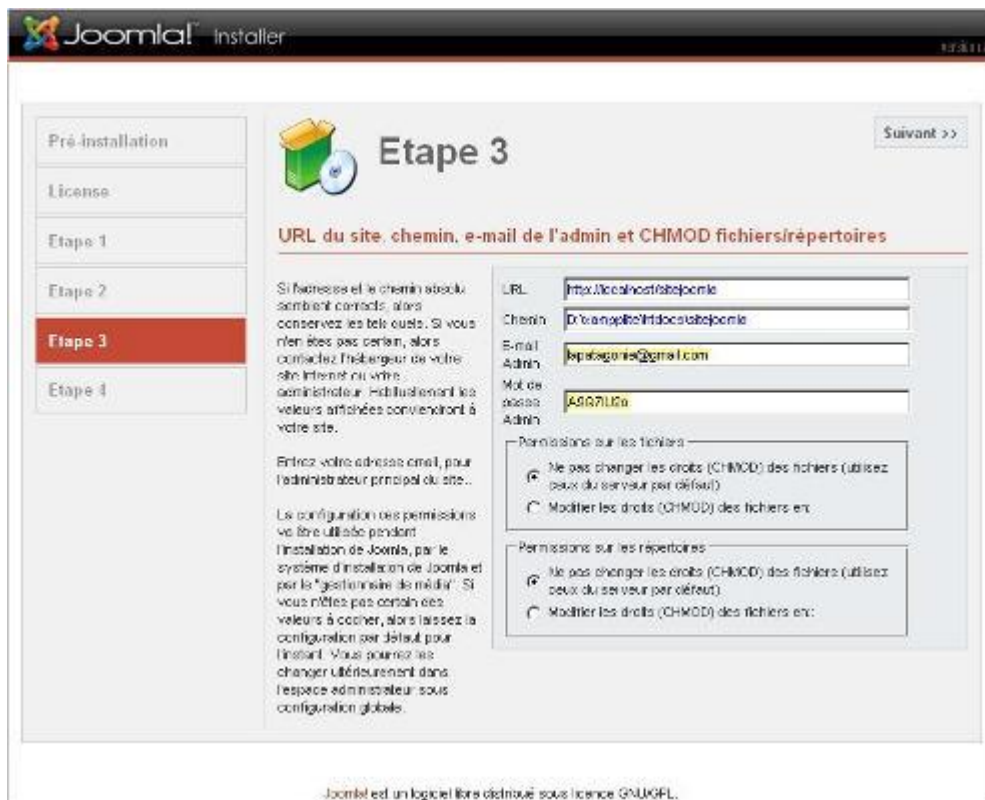 Joomla! Installer
Pré-installation
License
Etape 1
Etape 2
Etape 3
Etape 4
Etape 3
Suivant >>
URL du site, chemin, e-mail de l'admin et CHMOD fichiers/répertoires
Si l'adresse et le chemin absolu
semblent corrects, alors
conservez les tels quels. Si vous
n'en êtes pas certain, alors
contactez l'hébergeur de votre
site Internet ou votre
administrateur. Habituellement les
valeurs affichées conviendront à
votre site.
Entrez votre adresse email, pour
l'administrateur principal du site..
La configuration des permissions
va être utilisée pendant
l'installation de Joomla, par le
système d'installation de Joomla et
par le "gestionnaire de média". Si
vous n'êtes pas certain des
valeurs à cocher, alors laissez la
configuration par défaut pour
l'instant. Vous pourrez les
changer ultérieurement dans
l'espace administrateur sous
configuration globale.
URL http://localhost/sitejoomla
Chemin D:\xampplite\htdocs\sitejoomla
E-mail
Admin lapatagonie@gmail.com
Mot de
passe
Admin
Permissions sur les fichiers
Ne pas changer les droits (CHMOD) des fichiers (utilisez
ceux du serveur par défaut)
Modifier les droits (CHMOD) des fichiers en:
Permissions sur les répertoires
Ne pas changer les droits (CHMOD) des fichiers (utilisez
ceux du serveur par défaut)
Modifier les droits (CHMOD) des fichiers en:
Joomla! est un logiciel libre distribué sous licence GNU/GPL.